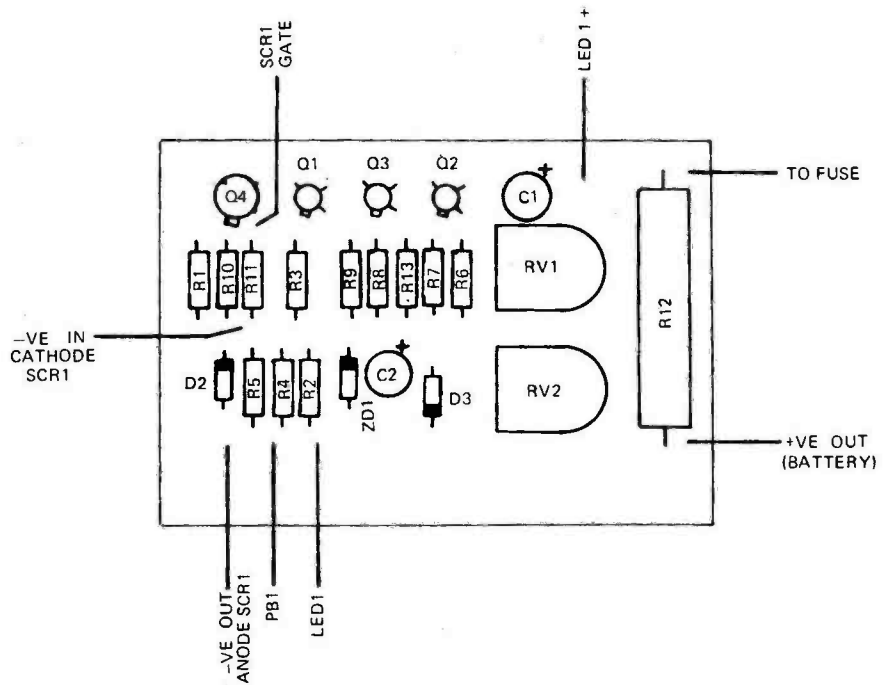 SCR1
GATE
LED 1 +
Q4
Q1
Q3
Q2
+
C1
TO FUSE
R1
R10
R11
R3
R9
R8
R13
R7
R6
RV1
R12
–VE IN
CATHODE
SCR1
D2
R5
R4
R2
ZD1
+
C2
D3
RV2
+VE OUT
(BATTERY)
–VE OUT
ANODE SCR1
PB1
LED1